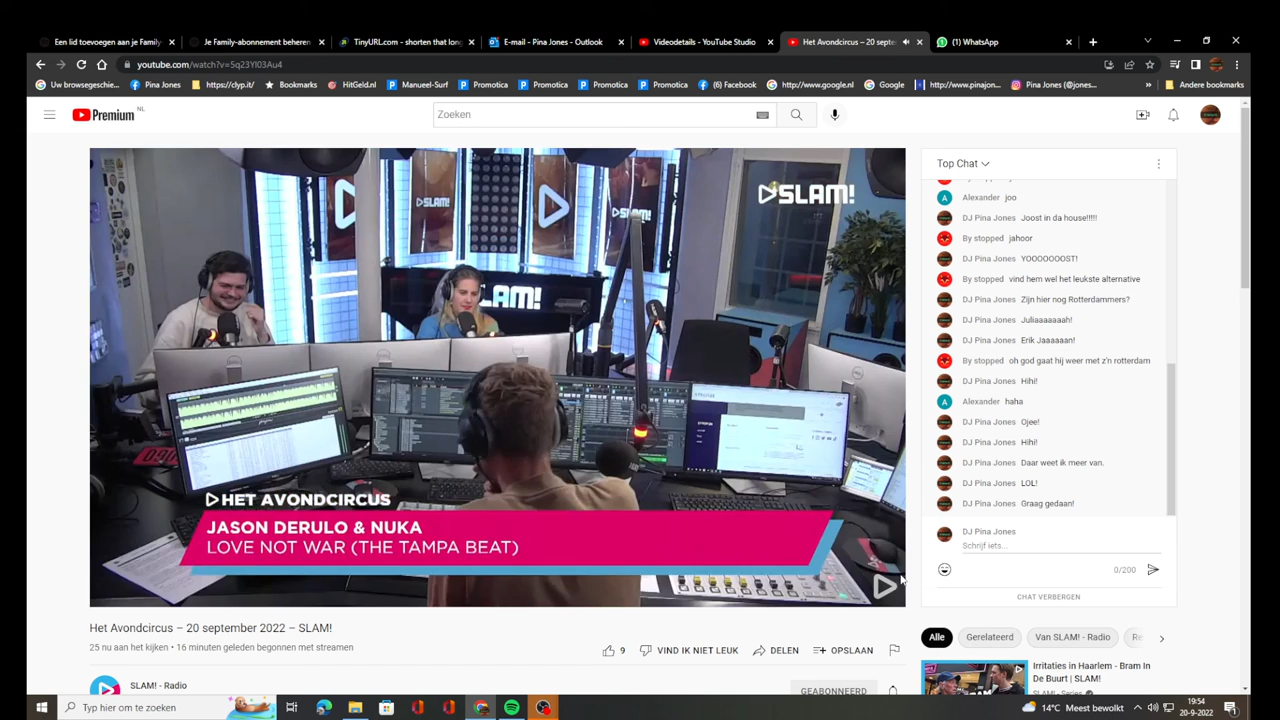 Een lid toevoegen aan je Family-
Je Family-abonnement beheren
TinyURL.com - shorten that long
E-mail - Pina Jones - Outlook
Videodetails - YouTube Studio
Het Avondcircus – 20 septe
(1) WhatsApp
youtube.com/watch?v=5q23YI03Au4
Uw browsegeschie...
Pina Jones
https://clyp.it/
Bookmarks
HitGeld.nl
Manueel-Surf
Promotica
Promotica
Promotica
Promotica
(6) Facebook
http://www.google.nl
Google
http://www.pinajon...
Pina Jones (@jones...
»
Andere bookmarks
Premium NL
Zoeken
SLAM!
SLAM!
SLAM!
SLAM!
HET AVONDCIRCUS
JASON DERULO & NUKA
LOVE NOT WAR (THE TAMPA BEAT)
Top Chat
Alexander joo
DJ Pina Jones Joost in da house!!!!!
By stopped jahoor
DJ Pina Jones YOOOOOOST!
By stopped vind hem wel het leukste alternative
DJ Pina Jones Zijn hier nog Rotterdammers?
DJ Pina Jones Juliaaaaaaah!
DJ Pina Jones Erik Jaaaaaan!
By stopped oh god gaat hij weer met z'n rotterdam
DJ Pina Jones Hihi!
Alexander haha
DJ Pina Jones Ojee!
DJ Pina Jones Hihi!
DJ Pina Jones Daar weet ik meer van.
DJ Pina Jones LOL!
DJ Pina Jones Graag gedaan!
DJ Pina Jones
Schrijf iets...
0/200
CHAT VERBERGEN
Het Avondcircus – 20 september 2022 – SLAM!
25 nu aan het kijken • 16 minuten geleden begonnen met streamen
9
VIND IK NIET LEUK
DELEN
OPSLAAN
SLAM! - Radio
GEABONNEERD
Alle
Gerelateerd
Van SLAM! - Radio
Re
Irritaties in Haarlem - Bram In
De Buurt | SLAM!
SLAM! - Series
Typ hier om te zoeken
14°C Meest bewolkt
19:54
20-9-2022